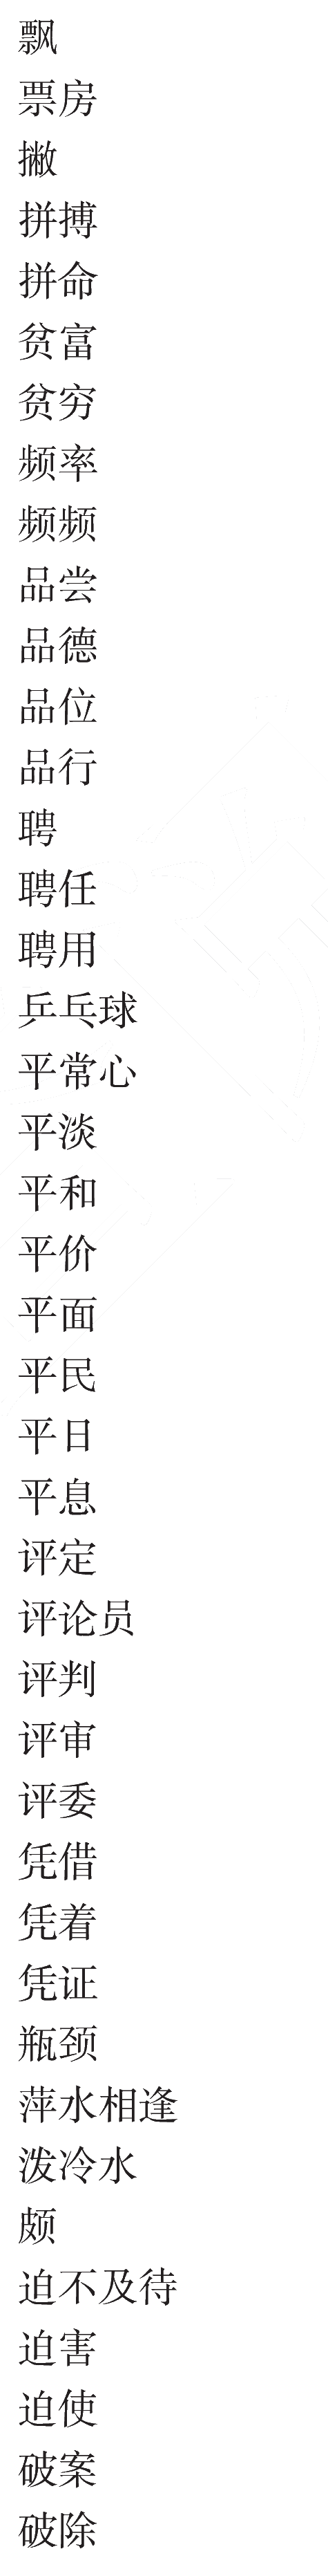 飘
票房
撇
拼搏
拼命
贫富
贫穷
频率
频频
品尝
品德
品位
品行
聘
聘任
聘用
乒乓球
平常心
平淡
平和
平价
平面
平民
平日
平息
评定
评论员
评判
评审
评委
凭借
凭着
凭证
瓶颈
萍水相逢
泼冷水
颇
迫不及待
迫害
迫使
破案
破除